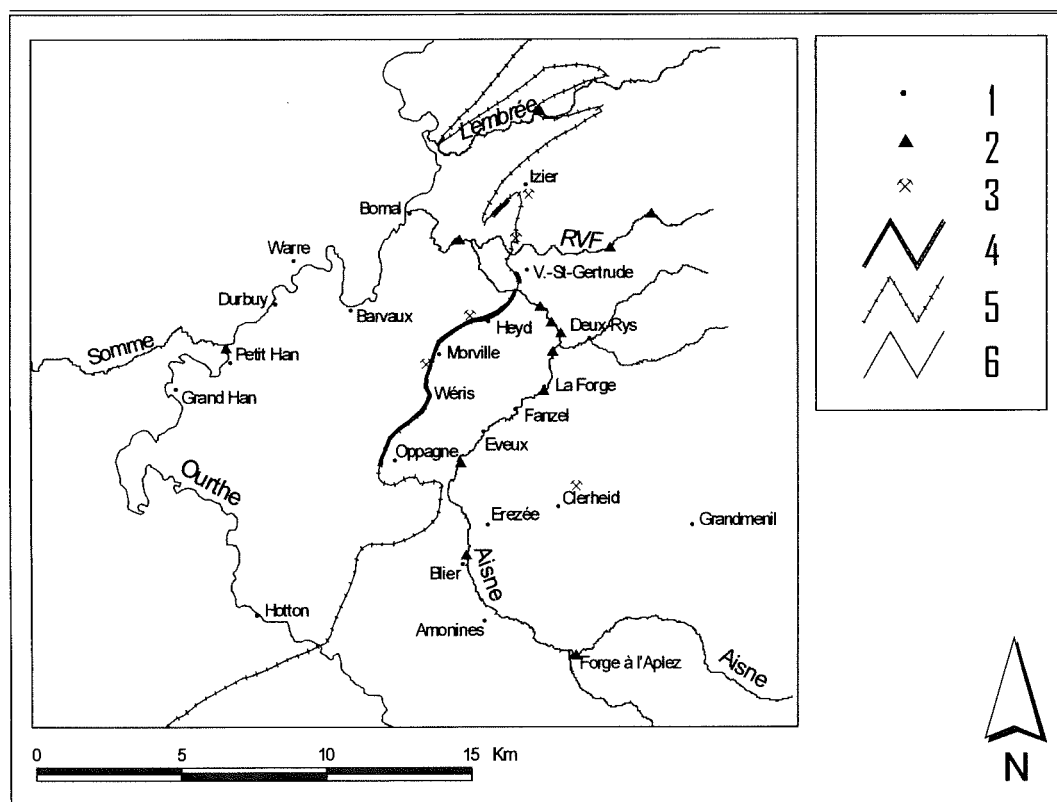 Lembrée
Izier
Bomal
RVF
Warre
V.-St-Gertrude
Durbuy
Barvaux
Heyd
Deux-Rys
Somme
Petit Han
Morville
La Forge
Grand Han
Wéris
Fanzel
Eveux
Oppagne
Ourthe
Clerheid
Erezée
Grandmenil
Aisne
Blier
Hotton
Amonines
Forge à l'Aplez
Aisne
1
2
3
4
5
6
0 5 10 15 Km
N